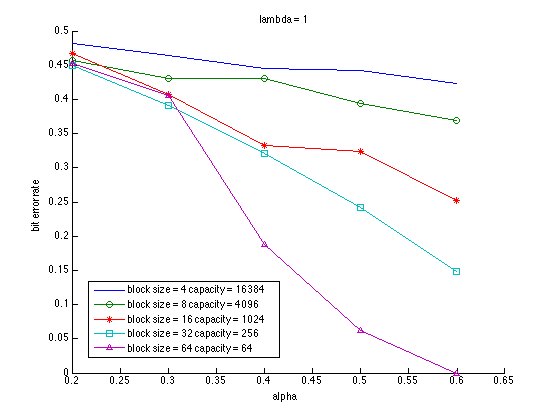 lambda = 1
0.5
0.45
0.4
0.35
0.3
0.25
0.2
0.15
0.1
0.05
0
bit error rate
block size = 4 capacity = 16384
block size = 8 capacity = 4096
block size = 16 capacity = 1024
block size = 32 capacity = 256
block size = 64 capacity = 64
0.2 0.25 0.3 0.35 0.4 0.45 0.5 0.55 0.6 0.65
alpha